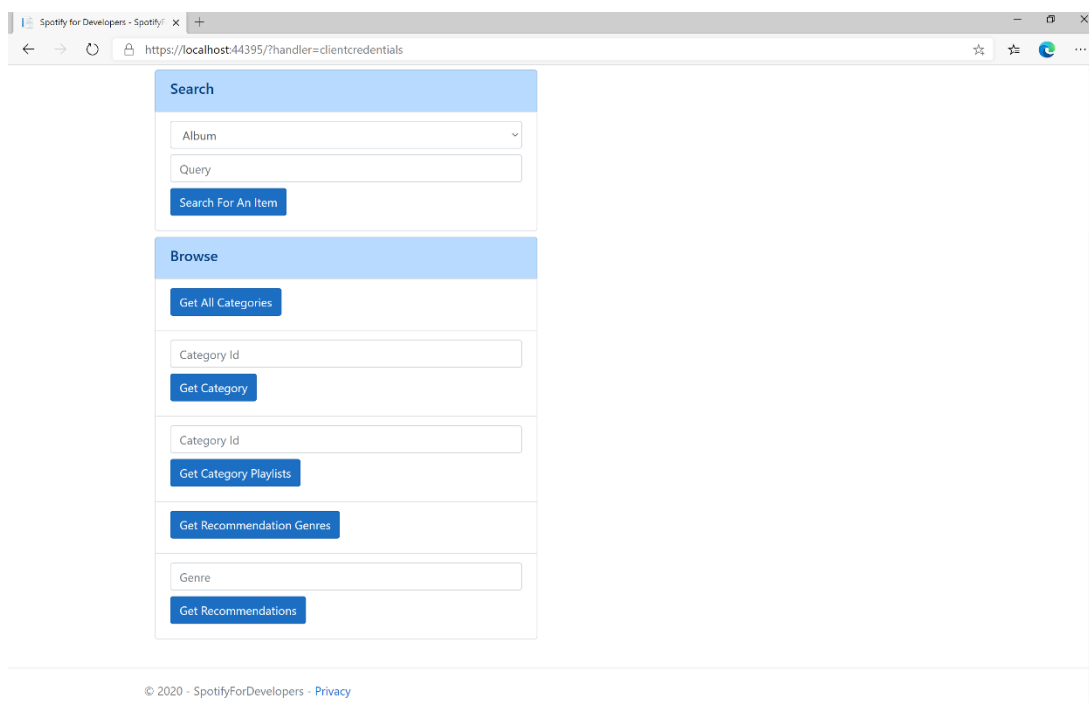 Spotify for Developers - Spotify
https://localhost:44395/?handler=clientcredentials
Search
Album
Query
Search For An Item
Browse
Get All Categories
Category Id
Get Category
Category Id
Get Category Playlists
Get Recommendation Genres
Genre
Get Recommendations
© 2020 - SpotifyForDevelopers - Privacy